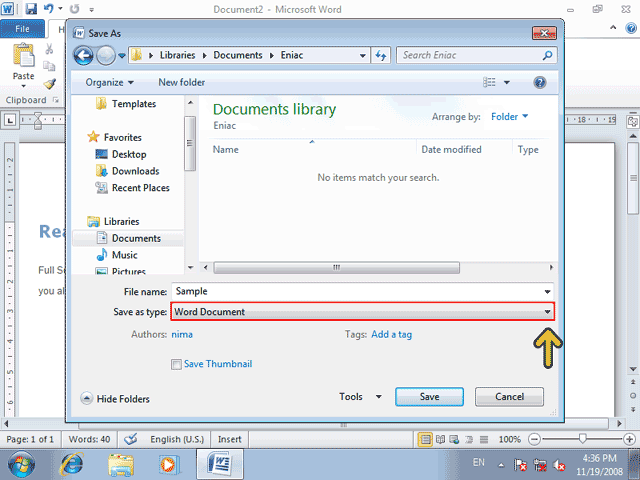 Document2 - Microsoft Word
File
H
Paste
Clipboard
Save As
Libraries Documents Eniac
Search Eniac
Organize New folder
Templates
Favorites
Desktop
Downloads
Recent Places
Libraries
Documents
Music
Pictures
Documents library
Eniac
Arrange by: Folder
Name Date modified Type
No items match your search.
18 19
Rea
Full Si
you al
File name: Sample
Save as type: Word Document
Authors: nima Tags: Add a tag
Save Thumbnail
Hide Folders Tools Save Cancel
Page: 1 of 1 Words: 40 English (U.S.) Insert 100%
EN 4:36 PM
11/19/2008